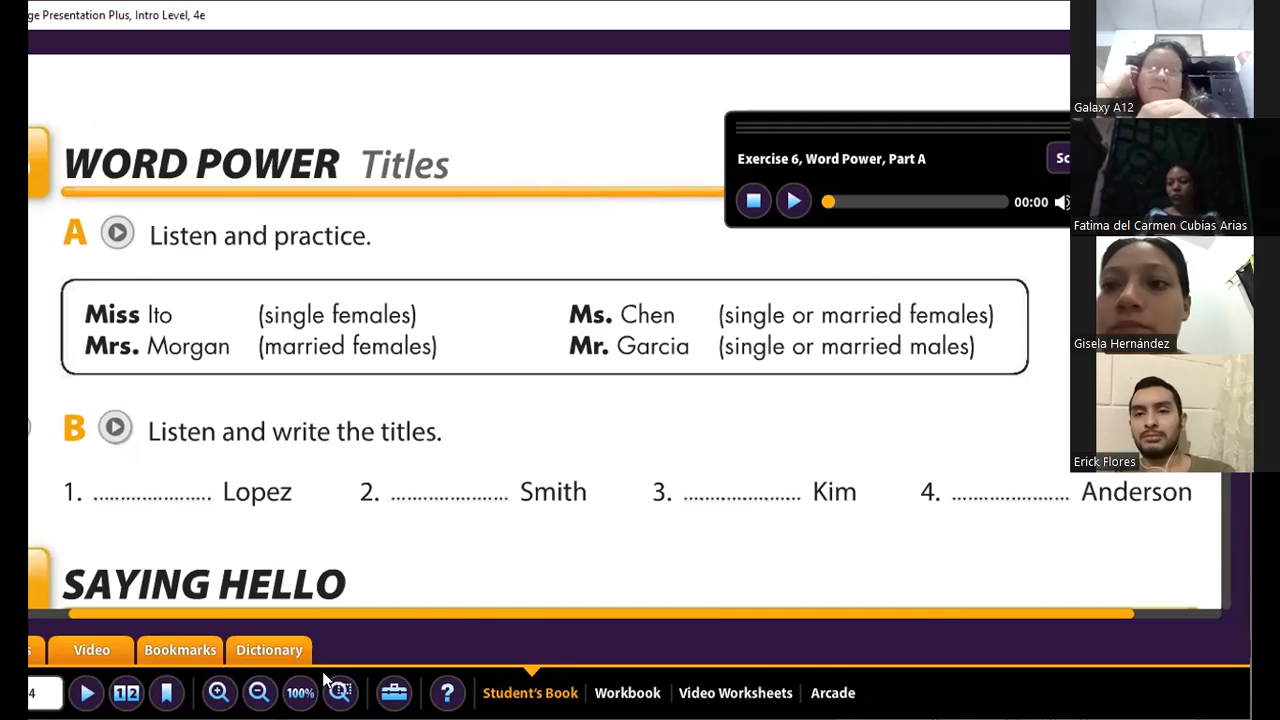 ge Presentation Plus, Intro Level, 4e
WORD POWER Titles
Exercise 6, Word Power, Part A
Sc
00:00
A Listen and practice.
Miss Ito (single females) Ms. Chen (single or married females)
Mrs. Morgan (married females) Mr. Garcia (single or married males)
B Listen and write the titles.
1. .................... Lopez 2. .................... Smith 3. .................... Kim 4. .................... Anderson
SAYING HELLO
s Video Bookmarks Dictionary
4 12 100% ? Student's Book Workbook Video Worksheets Arcade
Galaxy A12
Fatima del Carmen Cubias Arias
Gisela Hernández
Erick Flores